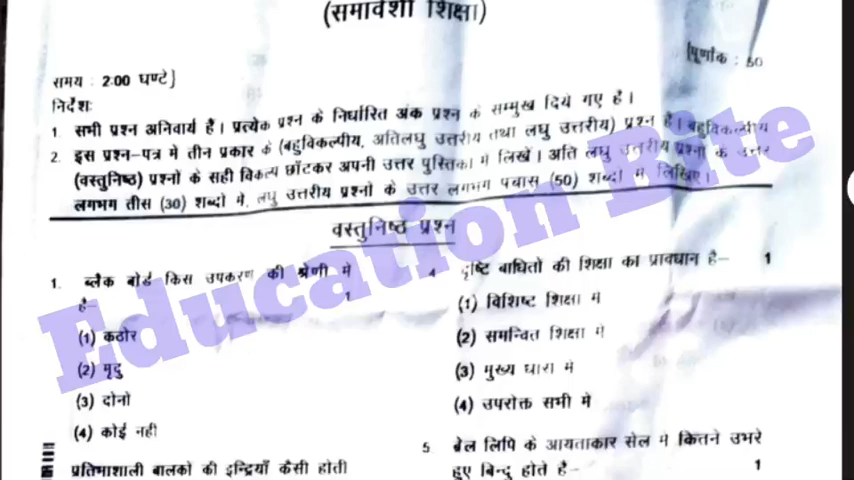 (समावेशी शिक्षा)
[पूर्णांक : 50
समय : 2:00 घण्टे]
निर्देश:
1. सभी प्रश्न अनिवार्य हैं। प्रत्येक प्रश्न के निर्धारित अंक प्रश्न के सम्मुख दिये गए है।
2. इस प्रश्न-पत्र मे तीन प्रकार के (बहुविकल्पीय, अतिलघु उत्तरीय तथा लघु उत्तरीय) प्रश्न है। बहुविकल्पीय
(वस्तुनिष्ठ) प्रश्नों के सही विकल्प छाँटकर अपनी उत्तर पुस्तिका में लिखें। अति लघु उत्तरीय प्रश्नों के उत्तर
लगभग तीस (30) शब्दो मे, लघु उत्तरीय प्रश्नो के उत्तर लगभग पचास (50) शब्दो मे लिखिए।
वस्तुनिष्ठ प्रश्न
1. ब्लैक बोर्ड किस उपकरण की श्रेणी मे
है- 1
(1) कठोर
(2) मृदु
(3) दोनो
(4) कोई नही
प्रतिभाशाली बालकों की इन्द्रियाँ कैसी होती
4 दृष्टि बाधितों की शिक्षा का प्रावधान है- 1
(1) विशिष्ट शिक्षा मे
(2) समन्वित शिक्षा मे
(3) मुख्य धारा मे
(4) उपरोक्त सभी मे
5 ब्रेल लिपि के आयताकार सेल मे कितने उभरे
हुए बिन्दु होते है- 1
Education Bite